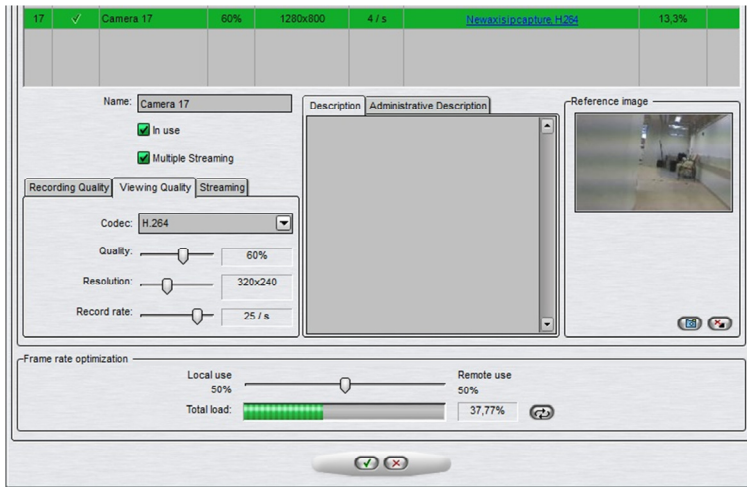 17 Camera 17 60% 1280x800 4 / s Newaxisipcapture, H264 13,3%
Name: Camera 17
In use
Multiple Streaming
Recording Quality Viewing Quality Streaming
Codec: H.264
Quality: 60%
Resolution: 320x240
Record rate: 25 / s
Description Administrative Description
Reference image
Frame rate optimization
Local use
50%
Remote use
50%
Total load: 37,77%